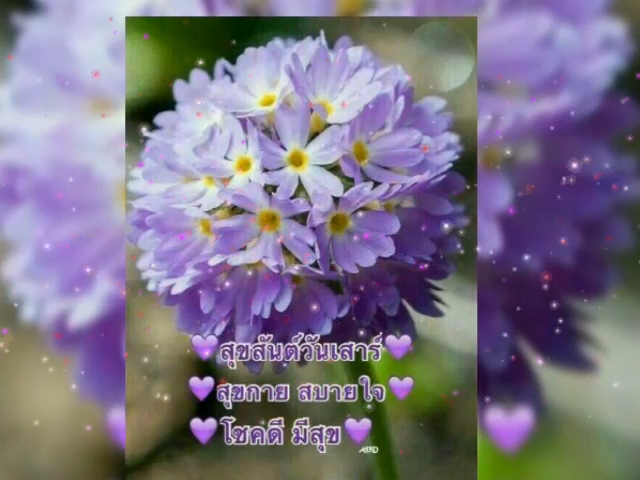 💜สุขสันต์วันเสาร์💜
💜สุขกาย สบายใจ💜
💜โชคดี มีสุข💜